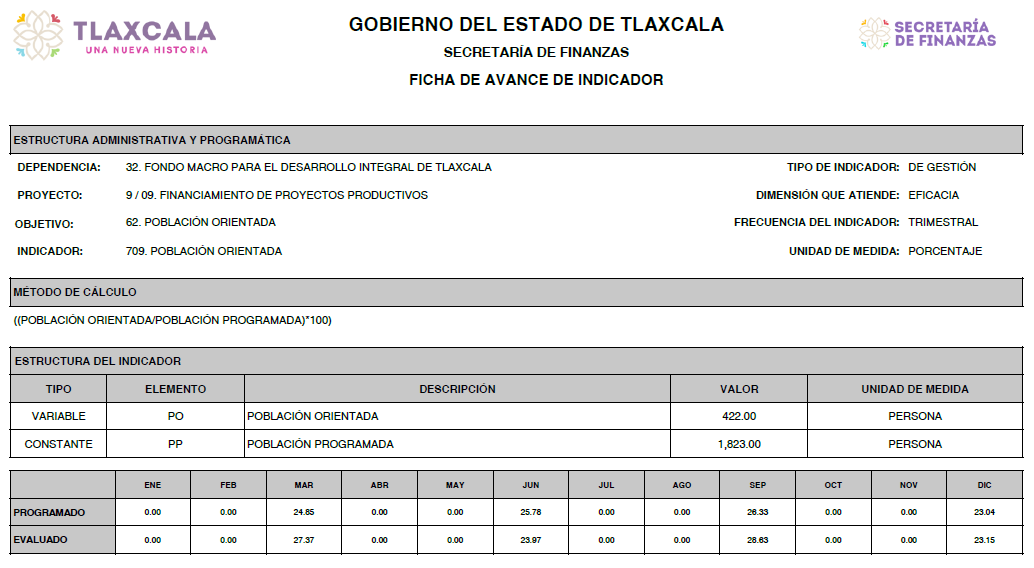 TLAXCALA
UNA NUEVA HISTORIA
GOBIERNO DEL ESTADO DE TLAXCALA
SECRETARÍA DE FINANZAS
FICHA DE AVANCE DE INDICADOR
SECRETARÍA
DE FINANZAS
ESTRUCTURA ADMINISTRATIVA Y PROGRAMÁTICA
DEPENDENCIA: 32. FONDO MACRO PARA EL DESARROLLO INTEGRAL DE TLAXCALA TIPO DE INDICADOR: DE GESTIÓN
PROYECTO: 9 / 09. FINANCIAMIENTO DE PROYECTOS PRODUCTIVOS DIMENSIÓN QUE ATIENDE: EFICACIA
OBJETIVO: 62. POBLACIÓN ORIENTADA FRECUENCIA DEL INDICADOR: TRIMESTRAL
INDICADOR: 709. POBLACIÓN ORIENTADA UNIDAD DE MEDIDA: PORCENTAJE
MÉTODO DE CÁLCULO
((POBLACIÓN ORIENTADA/POBLACIÓN PROGRAMADA)*100)
ESTRUCTURA DEL INDICADOR
TIPO ELEMENTO DESCRIPCIÓN VALOR UNIDAD DE MEDIDA
VARIABLE PO POBLACIÓN ORIENTADA 422.00 PERSONA
CONSTANTE PP POBLACIÓN PROGRAMADA 1,823.00 PERSONA
ENE FEB MAR ABR MAY JUN JUL AGO SEP OCT NOV DIC
PROGRAMADO 0.00 0.00 24.85 0.00 0.00 25.78 0.00 0.00 26.33 0.00 0.00 23.04
EVALUADO 0.00 0.00 27.37 0.00 0.00 23.97 0.00 0.00 28.63 0.00 0.00 23.15